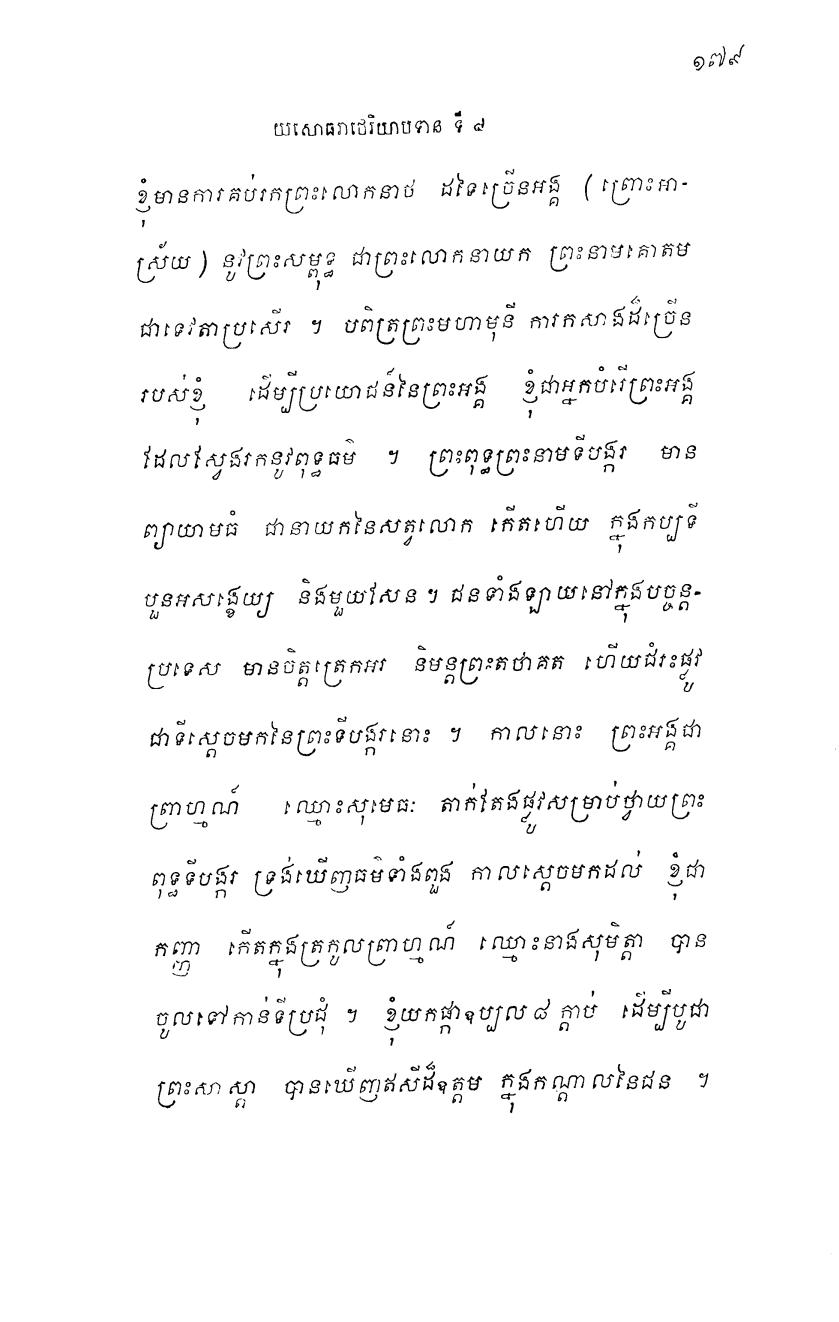 ១៧៩
យសោធរាថេរិយាបទាន ទី ៨
ខ្ញុំមានការគប់រកព្រះលោកនាថ ដទៃច្រើនអង្គ ( ព្រោះអា-
ស្រ័យ ) នូវព្រះសម្ពុទ្ធ ជាព្រះលោកនាយក ព្រះនាមគោតម
ជាទេវតាប្រសើរ ។ បពិត្រព្រះមហាមុនី ការកសាងដ៏ច្រើន
របស់ខ្ញុំ ដើម្បីប្រយោជន៍នៃព្រះអង្គ ខ្ញុំជាអ្នកបំរើព្រះអង្គ
ដែលស្វែងរកនូវពុទ្ធធម៌ ។ ព្រះពុទ្ធព្រះនាមទីបង្ករ មាន
ព្យាយាមធំ ជានាយកនៃសត្វលោក កើតហើយ ក្នុងកប្បទី
បួនអសង្ខេយ្យ និងមួយសែន ។ ជនទាំងឡាយនៅក្នុងបច្ចន្ត-
ប្រទេស មានចិត្តត្រេកអរ និមន្តព្រះតថាគត ហើយជំរះផ្លូវ
ជាទីស្តេចមកនៃព្រះទីបង្ករនោះ ។ កាលនោះ ព្រះអង្គជា
ព្រាហ្មណ៍ ឈ្មោះសុមេធៈ តាក់តែងផ្លូវសម្រាប់ថ្វាយព្រះ
ពុទ្ធទីបង្ករ ទ្រង់ឃើញធម៌ទាំងពួង កាលស្តេចមកដល់ ខ្ញុំជា
កញ្ញា កើតក្នុងត្រកូលព្រាហ្មណ៍ ឈ្មោះនាងសុមិត្តា បាន
ចូលទៅកាន់ទីប្រជុំ ។ ខ្ញុំយកផ្កាឧប្បល ៨ ក្តាប់ ដើម្បីបូជា
ព្រះសាស្តា បានឃើញឥសីដ៏ឧត្តម ក្នុងកណ្តាលនៃជន ។